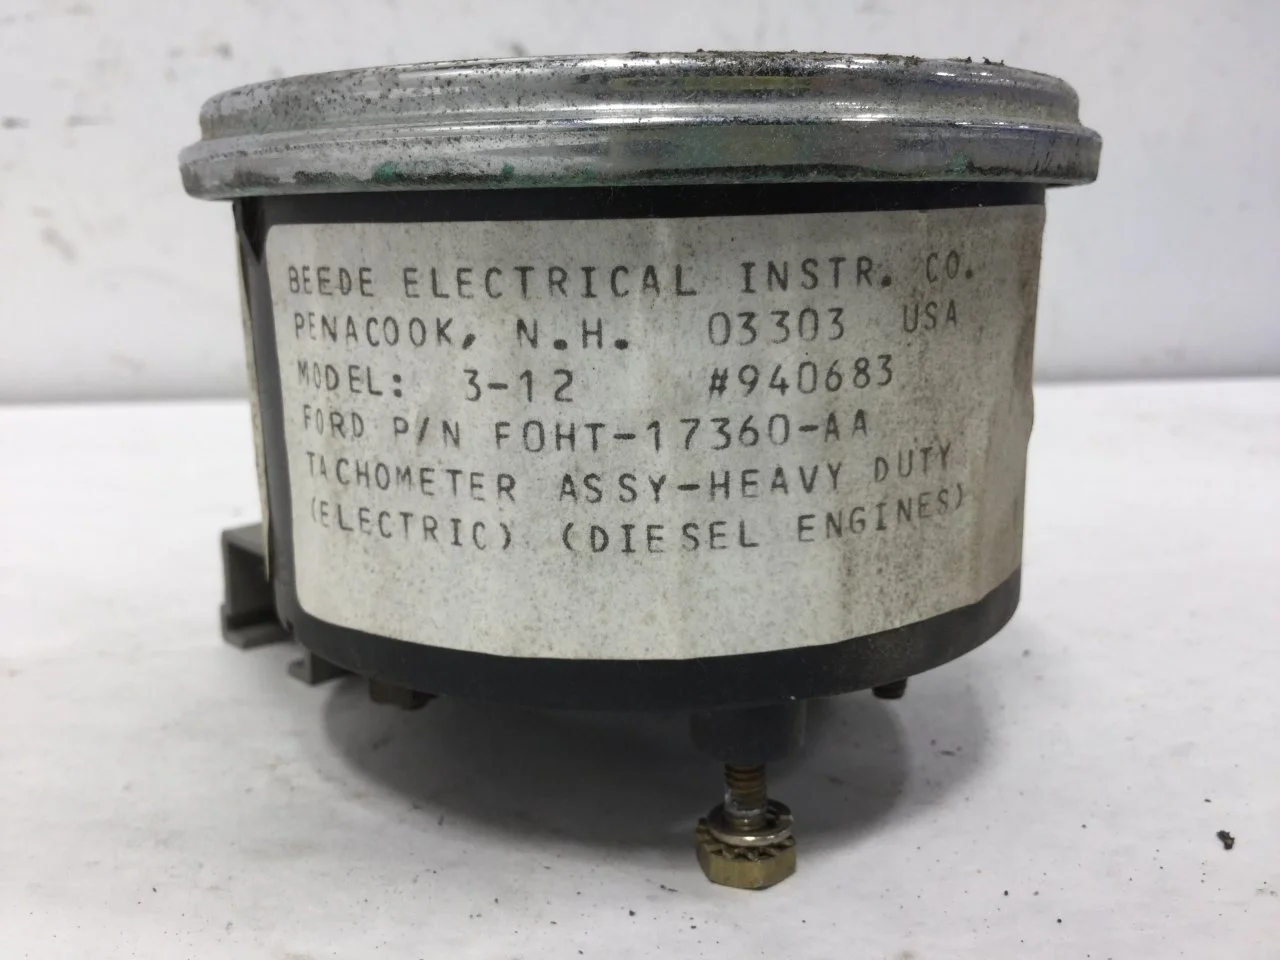 BEEDE ELECTRICAL INSTR. CO.
PENACOOK, N.H. 03303 USA
MODEL: 3-12 #940683
FORD P/N F0HT-17360-AA
TACHOMETER ASSY-HEAVY DUTY
(ELECTRIC) (DIESEL ENGINES)